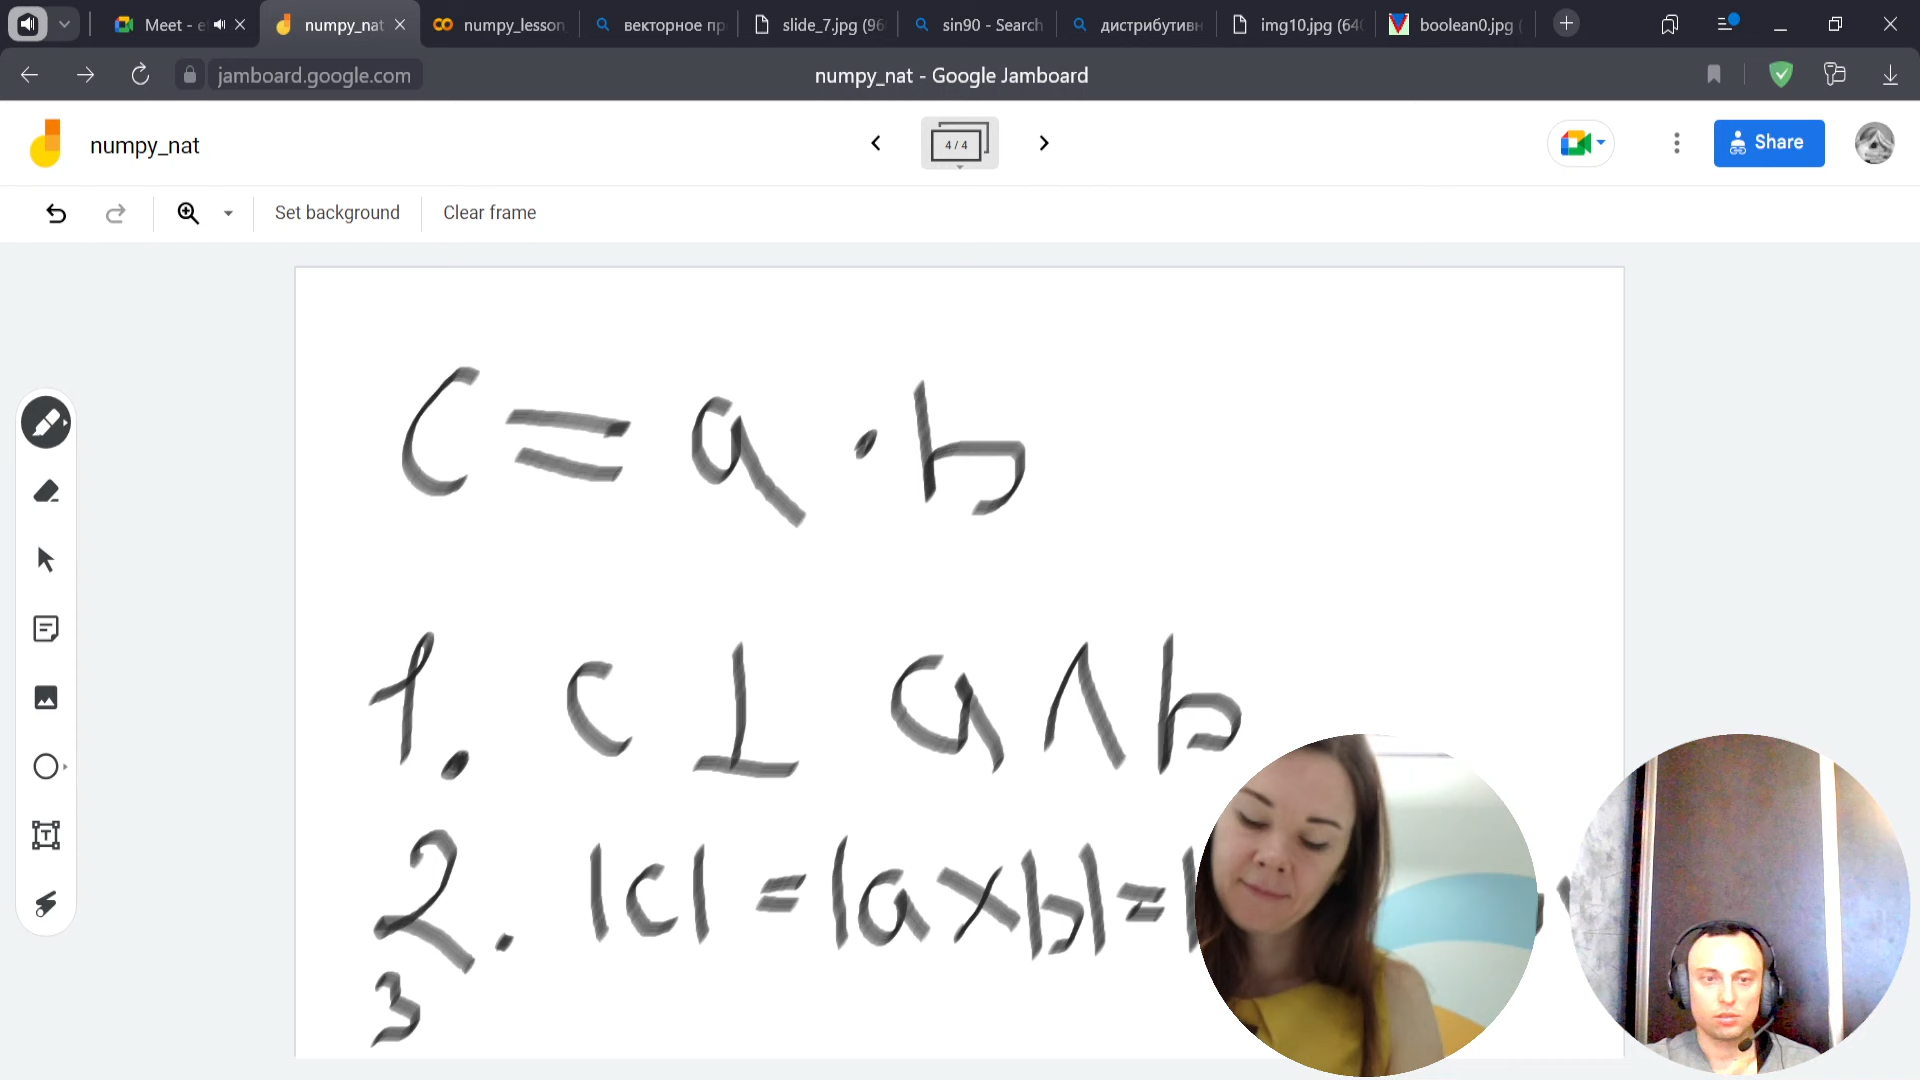 Meet - e
numpy_nat
numpy_lesson
векторное пр
slide_7.jpg (96
sin90 - Search
дистрибутивн
img10.jpg (64
boolean0.jpg (
jamboard.google.com
numpy_nat - Google Jamboard
numpy_nat
4 / 4
Share
Set background
Clear frame
c = a · b
1. c ⊥ a ∧ b
2. |c| = |a × b| = |
3